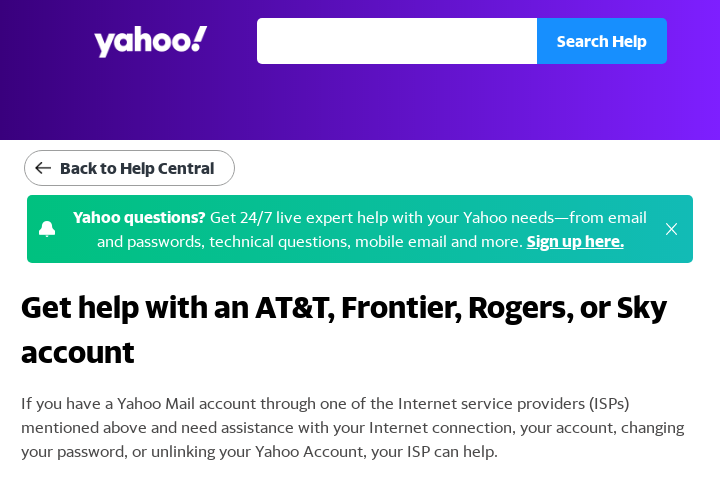 yahoo!
Search Help
Back to Help Central
Yahoo questions? Get 24/7 live expert help with your Yahoo needs—from email
and passwords, technical questions, mobile email and more. Sign up here.
Get help with an AT&T, Frontier, Rogers, or Sky
account
If you have a Yahoo Mail account through one of the Internet service providers (ISPs)
mentioned above and need assistance with your Internet connection, your account, changing
your password, or unlinking your Yahoo Account, your ISP can help.